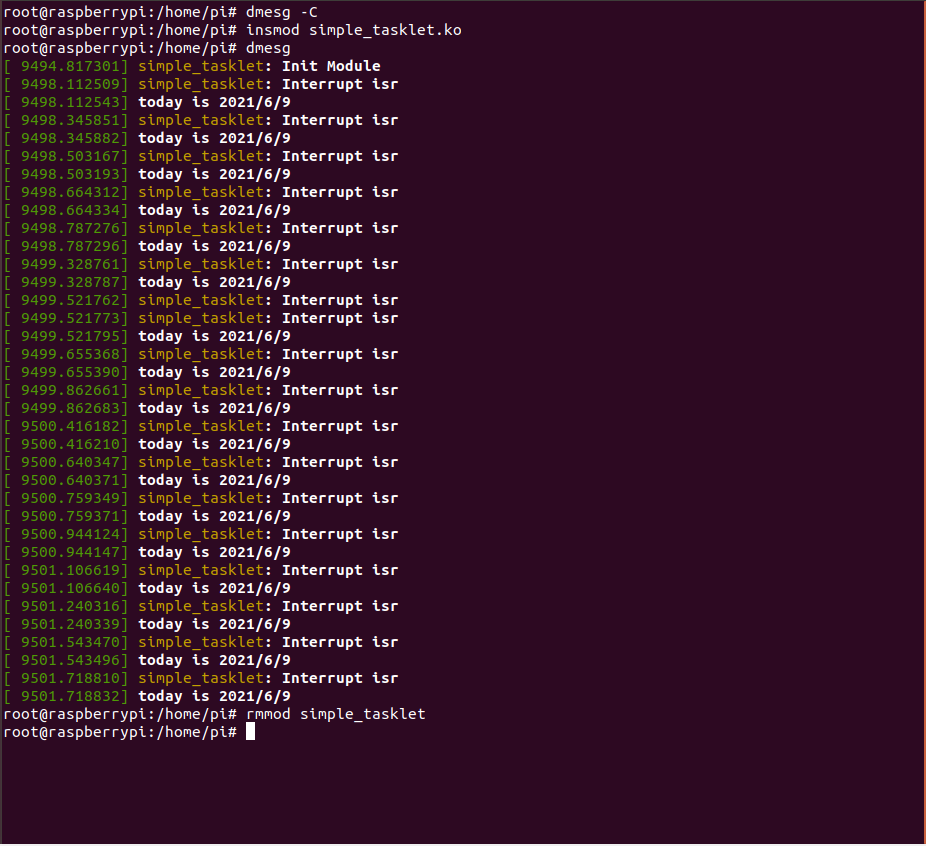 root@raspberrypi:/home/pi# dmesg -C
root@raspberrypi:/home/pi# insmod simple_tasklet.ko
root@raspberrypi:/home/pi# dmesg
[ 9494.817301] simple_tasklet: Init Module
[ 9498.112509] simple_tasklet: Interrupt isr
[ 9498.112543] today is 2021/6/9
[ 9498.345851] simple_tasklet: Interrupt isr
[ 9498.345882] today is 2021/6/9
[ 9498.503167] simple_tasklet: Interrupt isr
[ 9498.503193] today is 2021/6/9
[ 9498.664312] simple_tasklet: Interrupt isr
[ 9498.664334] today is 2021/6/9
[ 9498.787276] simple_tasklet: Interrupt isr
[ 9498.787296] today is 2021/6/9
[ 9499.328761] simple_tasklet: Interrupt isr
[ 9499.328787] today is 2021/6/9
[ 9499.521762] simple_tasklet: Interrupt isr
[ 9499.521773] simple_tasklet: Interrupt isr
[ 9499.521795] today is 2021/6/9
[ 9499.655368] simple_tasklet: Interrupt isr
[ 9499.655390] today is 2021/6/9
[ 9499.862661] simple_tasklet: Interrupt isr
[ 9499.862683] today is 2021/6/9
[ 9500.416182] simple_tasklet: Interrupt isr
[ 9500.416210] today is 2021/6/9
[ 9500.640347] simple_tasklet: Interrupt isr
[ 9500.640371] today is 2021/6/9
[ 9500.759349] simple_tasklet: Interrupt isr
[ 9500.759371] today is 2021/6/9
[ 9500.944124] simple_tasklet: Interrupt isr
[ 9500.944147] today is 2021/6/9
[ 9501.106619] simple_tasklet: Interrupt isr
[ 9501.106640] today is 2021/6/9
[ 9501.240316] simple_tasklet: Interrupt isr
[ 9501.240339] today is 2021/6/9
[ 9501.543470] simple_tasklet: Interrupt isr
[ 9501.543496] today is 2021/6/9
[ 9501.718810] simple_tasklet: Interrupt isr
[ 9501.718832] today is 2021/6/9
root@raspberrypi:/home/pi# rmmod simple_tasklet
root@raspberrypi:/home/pi#